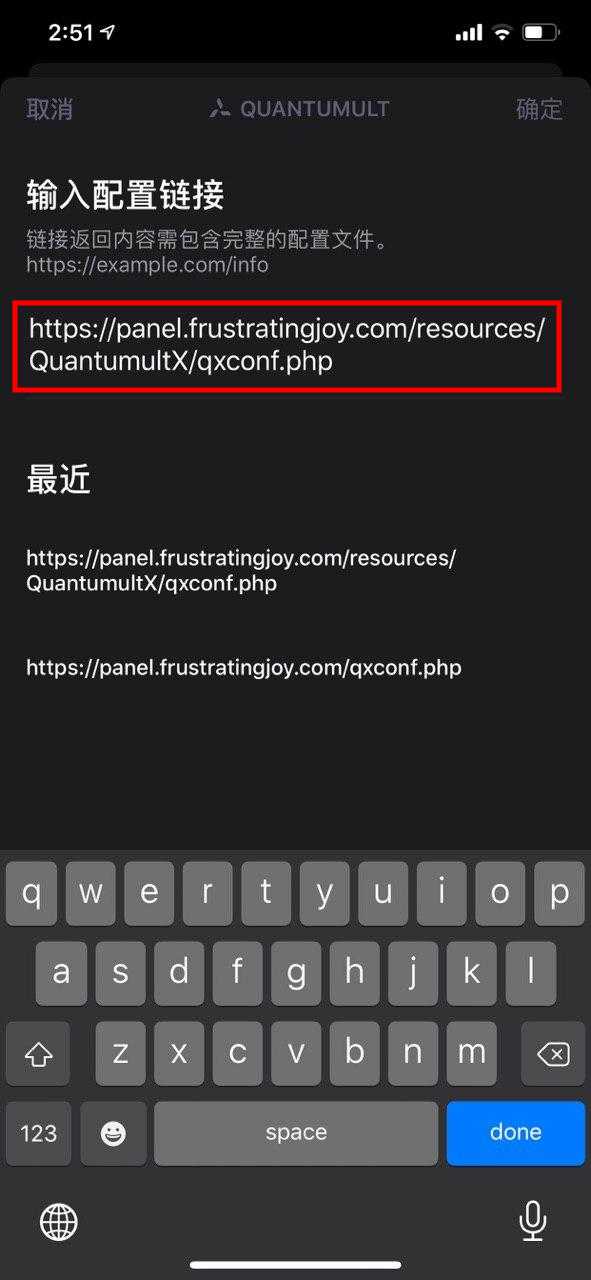 2:51
取消
QUANTUMULT
确定
输入配置链接
链接返回内容需包含完整的配置文件。
https://example.com/info
https://panel.frustratingjoy.com/resources/
QuantumultX/qxconf.php
最近
https://panel.frustratingjoy.com/resources/
QuantumultX/qxconf.php
https://panel.frustratingjoy.com/qxconf.php
q w e r t y u i o p
a s d f g h j k l
z x c v b n m
123
space
done